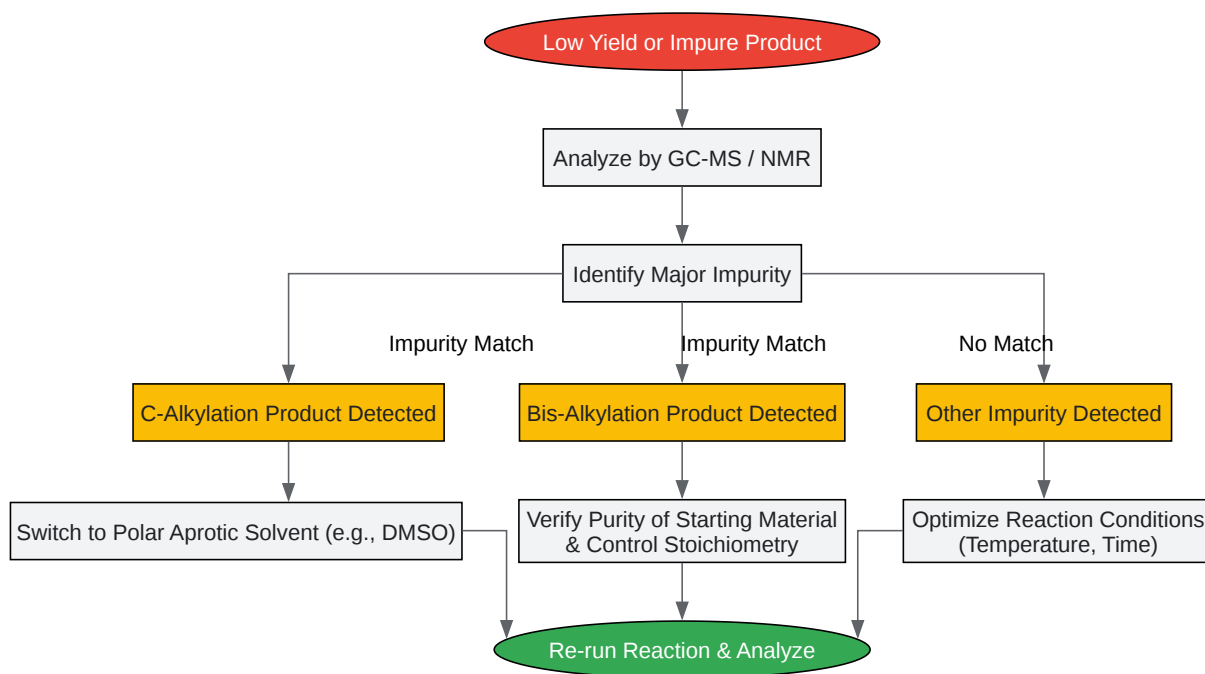 Low Yield or Impure Product
Analyze by GC-MS / NMR
Identify Major Impurity
Impurity Match
Impurity Match
No Match
C-Alkylation Product Detected
Bis-Alkylation Product Detected
Other Impurity Detected
Switch to Polar Aprotic Solvent (e.g., DMSO)
Verify Purity of Starting Material
& Control Stoichiometry
Optimize Reaction Conditions
(Temperature, Time)
Re-run Reaction & Analyze